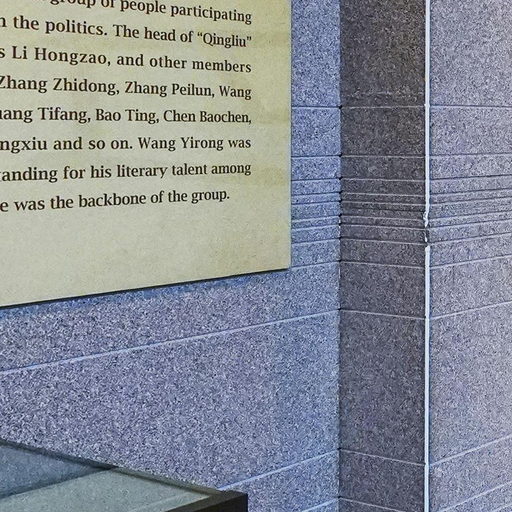 group of people participating
the politics. The head of “Qingliu”
Li Hongzao, and other members
Zhang Zhidong, Zhang Peilun, Wang
uang Tifang, Bao Ting, Chen Baochen,
ngxiu and so on. Wang Yirong was
anding for his literary talent among
e was the backbone of the group.